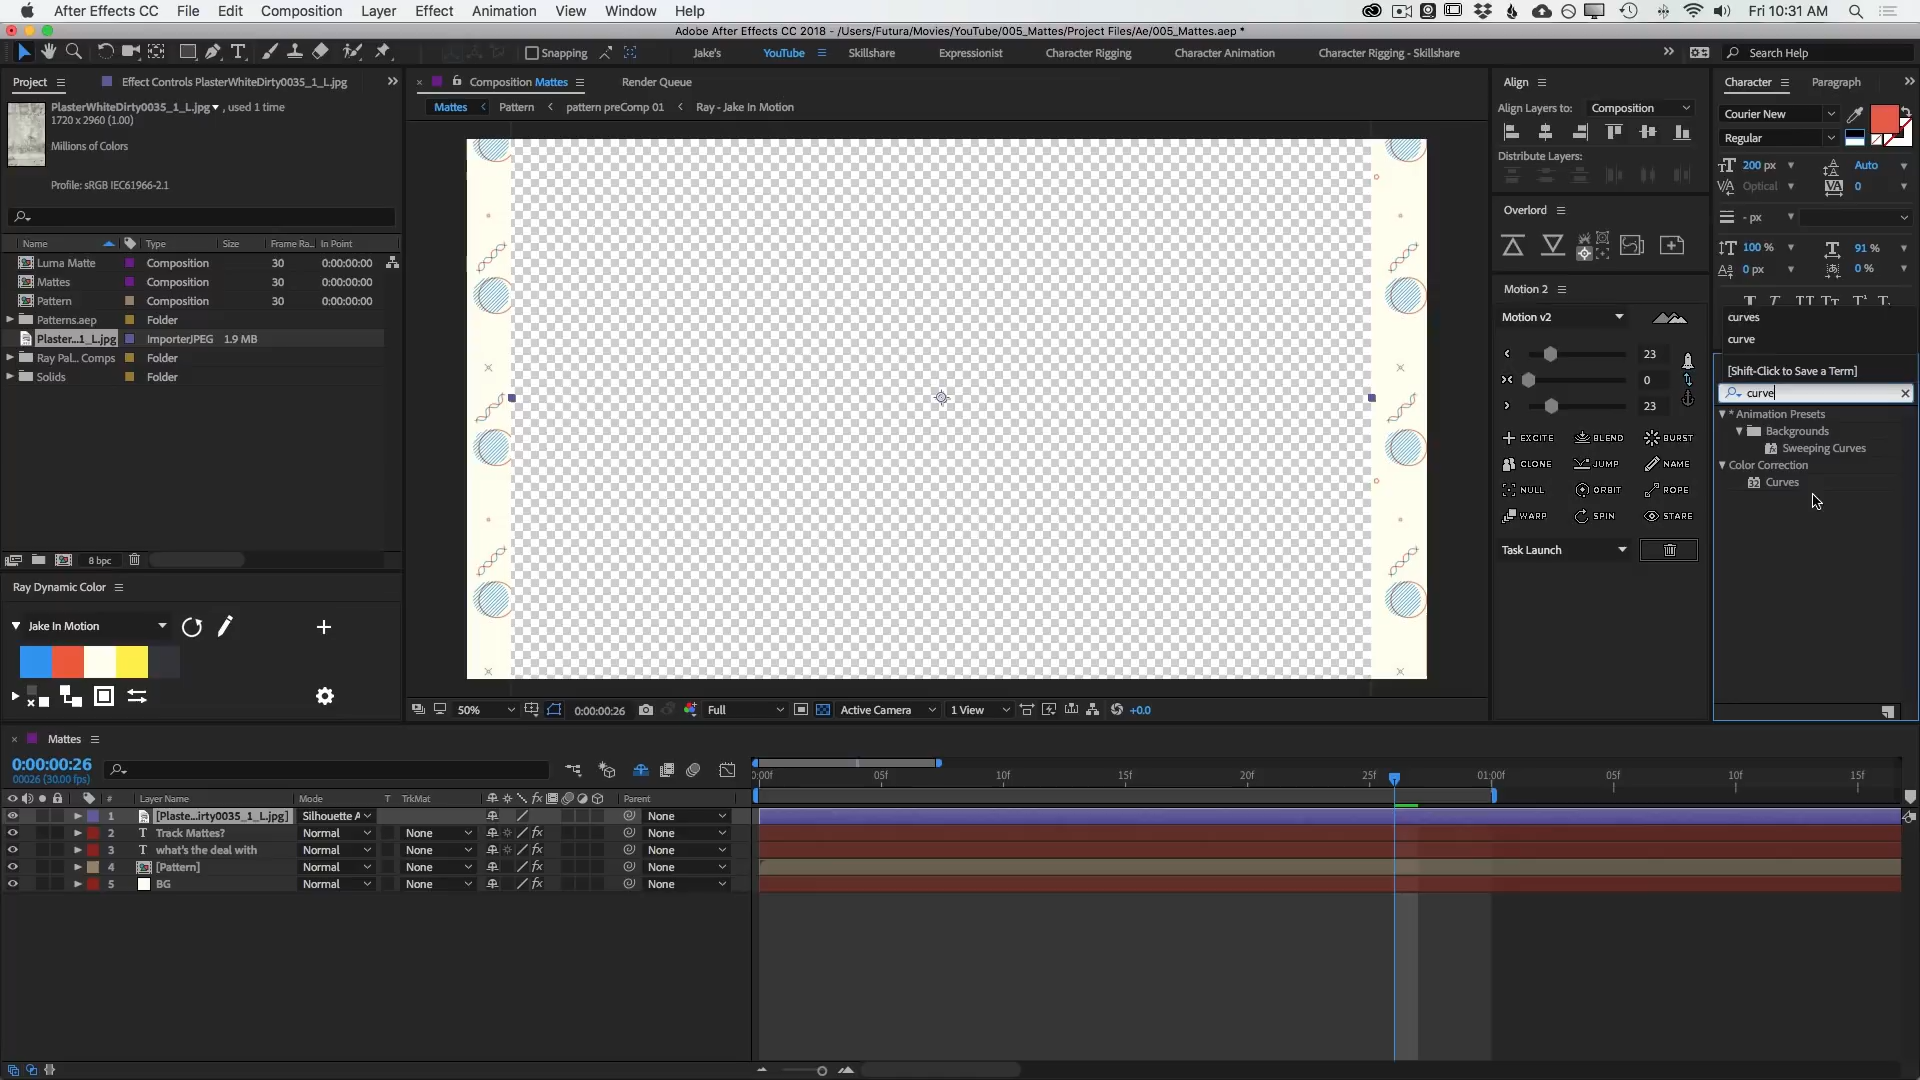 After Effects CC File Edit Composition Layer Effect Animation View Window Help Fri 10:31 AM
Adobe After Effects CC 2018 - /Users/Futura/Movies/YouTube/005_Mattes/Project Files/Ae/005_Mattes.aep *
Snapping Jake's YouTube Skillshare Expressionist Character Rigging Character Animation Character Rigging - Skillshare Search Help
Project Effect Controls PlasterWhiteDirty0035_1_L.jpg
PlasterWhiteDirty0035_1_L.jpg , used 1 time
1720 x 2960 (1.00)
Millions of Colors
Profile: sRGB IEC61966-2.1
Name Type Size Frame Ra... In Point
Luma Matte Composition 30 0:00:00:00
Mattes Composition 30 0:00:00:00
Pattern Composition 30 0:00:00:00
Patterns.aep Folder
Plaster...1_L.jpg ImporterJPEG 1.9 MB
Ray Pal... Comps Folder
Solids Folder
8 bpc
Ray Dynamic Color
Jake In Motion
Composition Mattes Render Queue
Mattes Pattern pattern preComp 01 Ray - Jake In Motion
50% 0:00:00:26 Full Active Camera 1 View +0.0
Align
Align Layers to: Composition
Distribute Layers:
Overlord
Motion 2
Motion v2
23
0
23
EXCITE BLEND BURST
CLONE JUMP NAME
NULL ORBIT ROPE
WARP SPIN STARE
Task Launch
Character Paragraph
Courier New
Regular
200 px Auto
Optical 0
- px
100 % 91 %
0 px 0 %
curves
curve
[Shift-Click to Save a Term]
curve
* Animation Presets
Backgrounds
Sweeping Curves
Color Correction
32 Curves
Mattes
0:00:00:26
00026 (30.00 fps)
# Layer Name Mode T TrkMat fx Parent
1 [Plaste...irty0035_1_L.jpg] Silhouette A None
2 T Track Mattes? Normal None fx None
3 T what's the deal with Normal None fx None
4 [Pattern] Normal None fx None
5 BG Normal None fx None
0:00f 05f 10f 15f 20f 25f 01:00f 05f 10f 15f